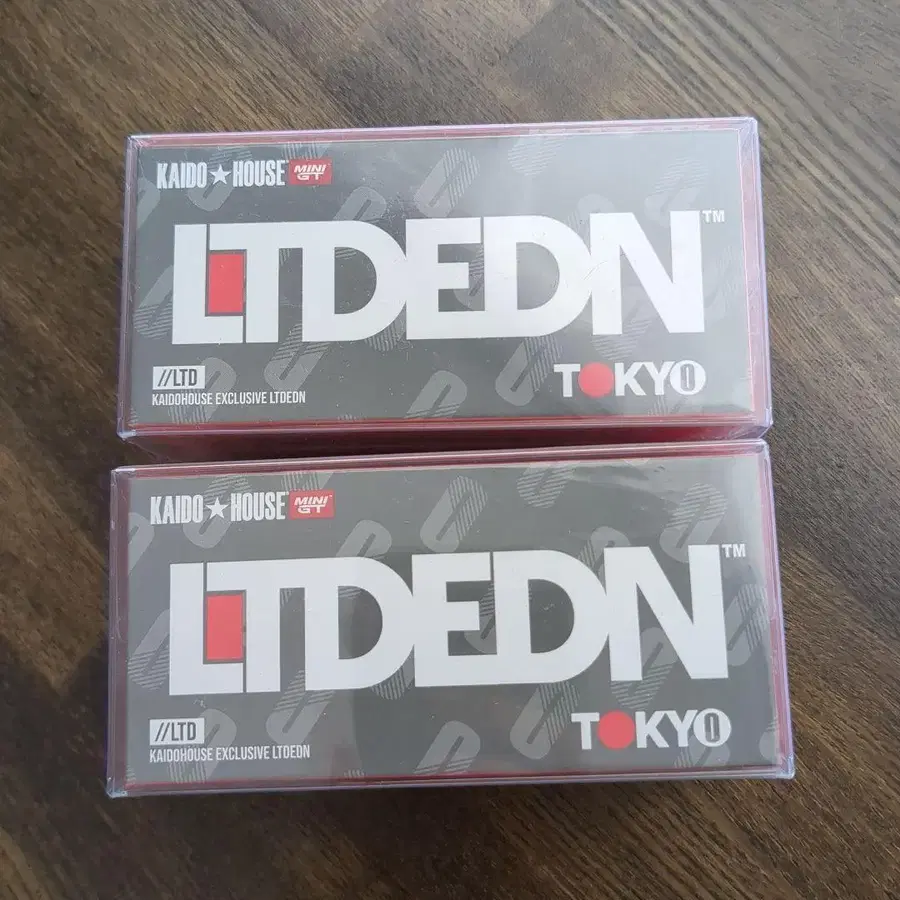 KAIDO★HOUSE MINI GT
LTDEDN™
//LTD
TOKYO
KAIDOHOUSE EXCLUSIVE LTDEDN
KAIDO★HOUSE MINI GT
LTDEDN™
//LTD
TOKYO
KAIDOHOUSE EXCLUSIVE LTDEDN